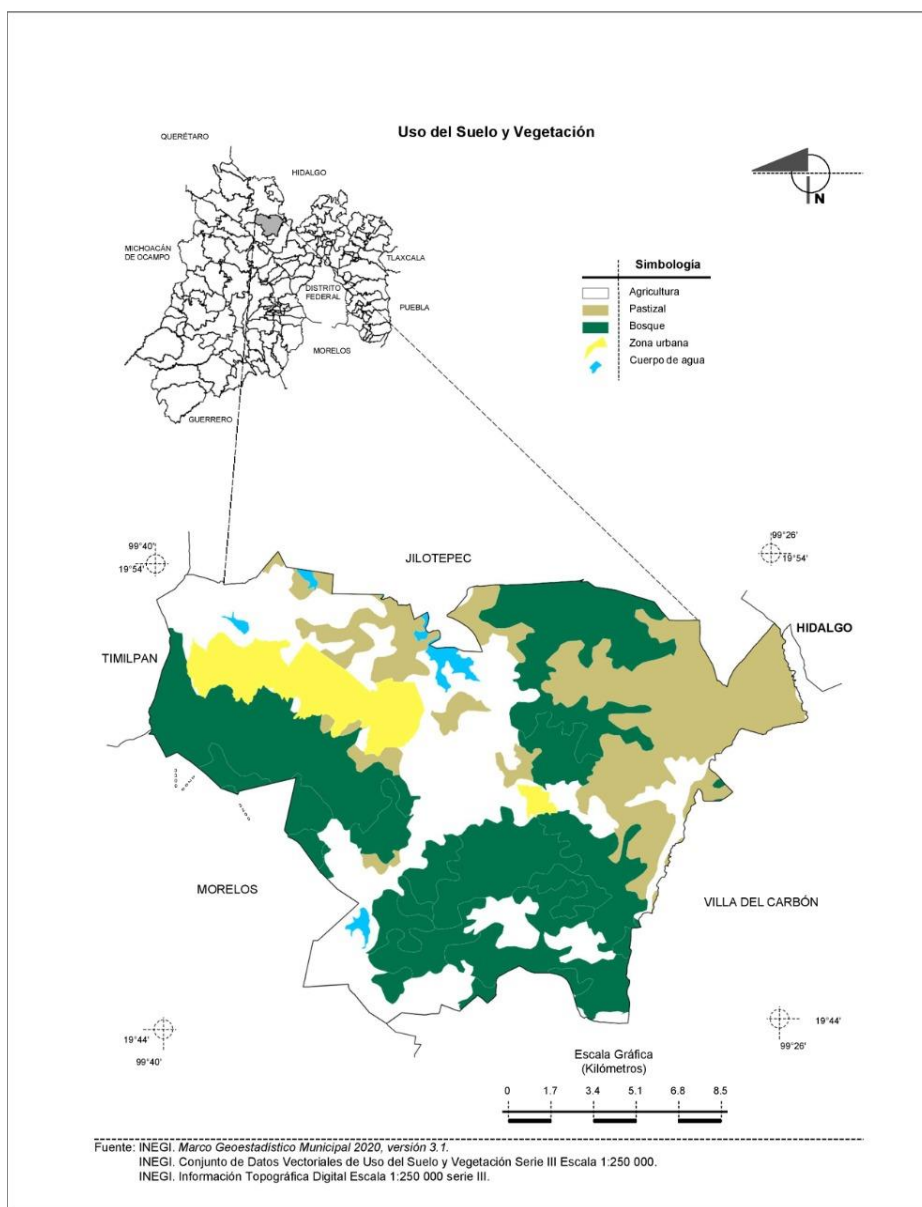 Uso del Suelo y Vegetación
QUERÉTARO
HIDALGO
MICHOACÁN
DE OCAMPO
TLAXCALA
DISTRITO
FEDERAL
PUEBLA
MORELOS
GUERRERO
N
Simbología
Agricultura
Pastizal
Bosque
Zona urbana
Cuerpo de agua
99°40'
19°54'
JILOTEPEC
99°26'
19°54'
HIDALGO
TIMILPAN
MORELOS
VILLA DEL CARBÓN
19°44'
99°40'
19°44'
99°26'
Escala Gráfica
(Kilómetros)
0 1.7 3.4 5.1 6.8 8.5
Fuente: INEGI. Marco Geoestadístico Municipal 2020, versión 3.1.
INEGI. Conjunto de Datos Vectoriales de Uso del Suelo y Vegetación Serie III Escala 1:250 000.
INEGI. Información Topográfica Digital Escala 1:250 000 serie III.